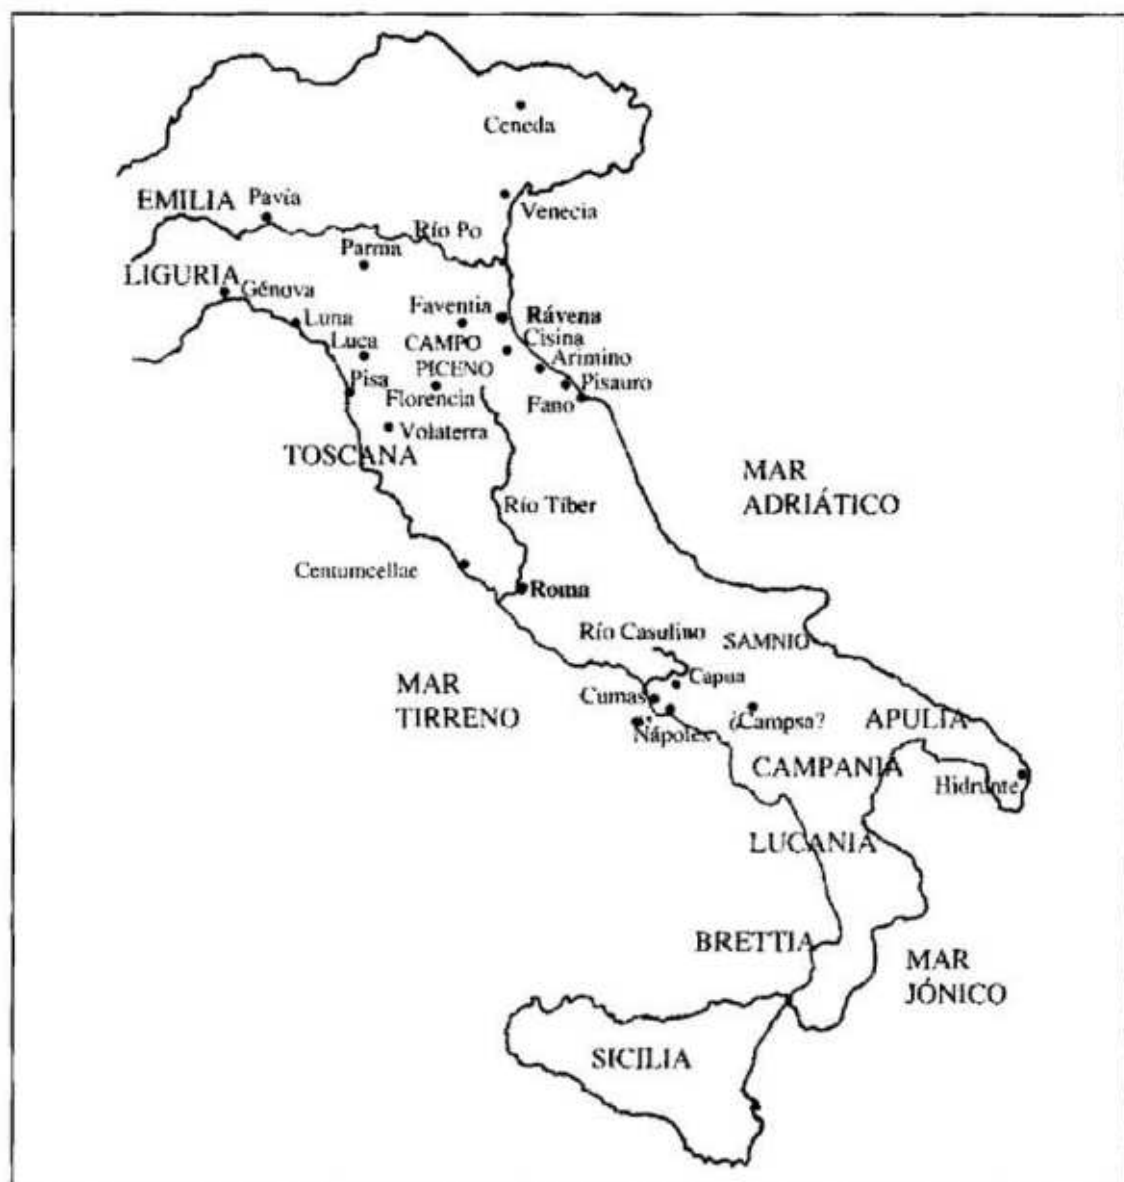 Ceneda
EMILIA
Pavía
Venecia
Río Po
Parma
LIGURIA
Génova
Faventia
Rávena
Luna
Cisina
Luca
CAMPO
PICENO
Arimino
Pisa
Pisauro
Florencia
Fano
Volaterra
TOSCANA
MAR
ADRIÁTICO
Río Tíber
Centumcellae
Roma
Río Casulino
SAMNIO
MAR
TIRRENO
Capua
Cumas
¿Campsa?
APULIA
Nápoles
CAMPANIA
Hidrunte
LUCANIA
BRETTIA
MAR
JÓNICO
SICILIA